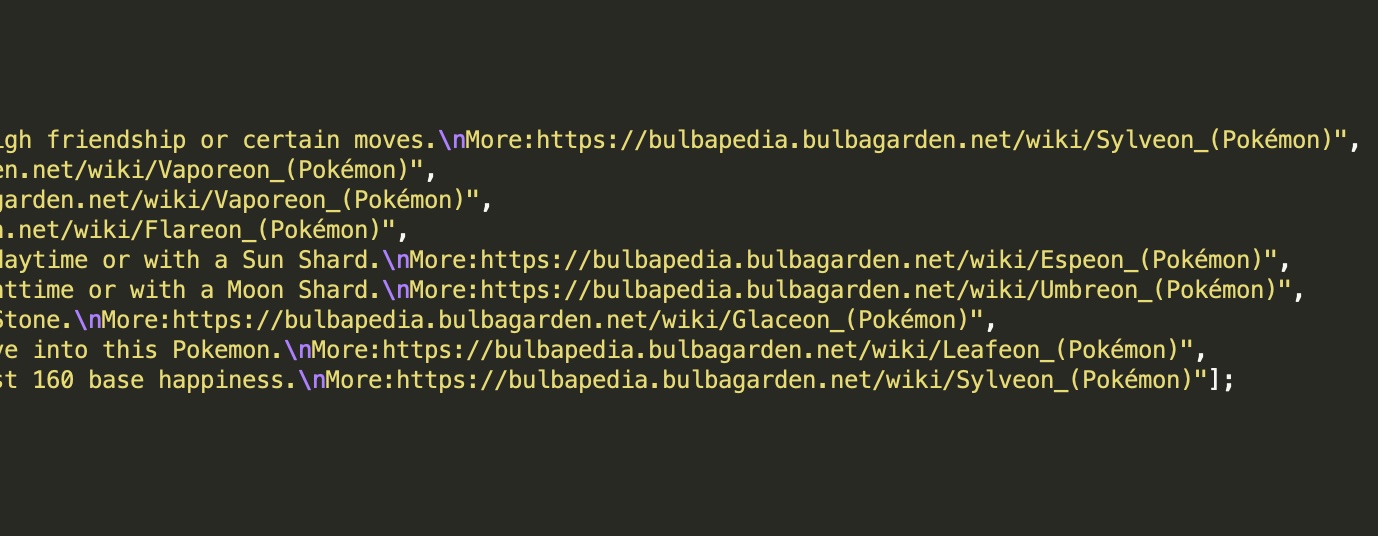 igh friendship or certain moves.\nMore:https://bulbapedia.bulbagarden.net/wiki/Sylveon_(Pokémon)",
en.net/wiki/Vaporeon_(Pokémon)",
garden.net/wiki/Vaporeon_(Pokémon)",
n.net/wiki/Flareon_(Pokémon)",
daytime or with a Sun Shard.\nMore:https://bulbapedia.bulbagarden.net/wiki/Espeon_(Pokémon)",
httime or with a Moon Shard.\nMore:https://bulbapedia.bulbagarden.net/wiki/Umbreon_(Pokémon)",
Stone.\nMore:https://bulbapedia.bulbagarden.net/wiki/Glaceon_(Pokémon)",
ve into this Pokemon.\nMore:https://bulbapedia.bulbagarden.net/wiki/Leafeon_(Pokémon)",
st 160 base happiness.\nMore:https://bulbapedia.bulbagarden.net/wiki/Sylveon_(Pokémon)"];